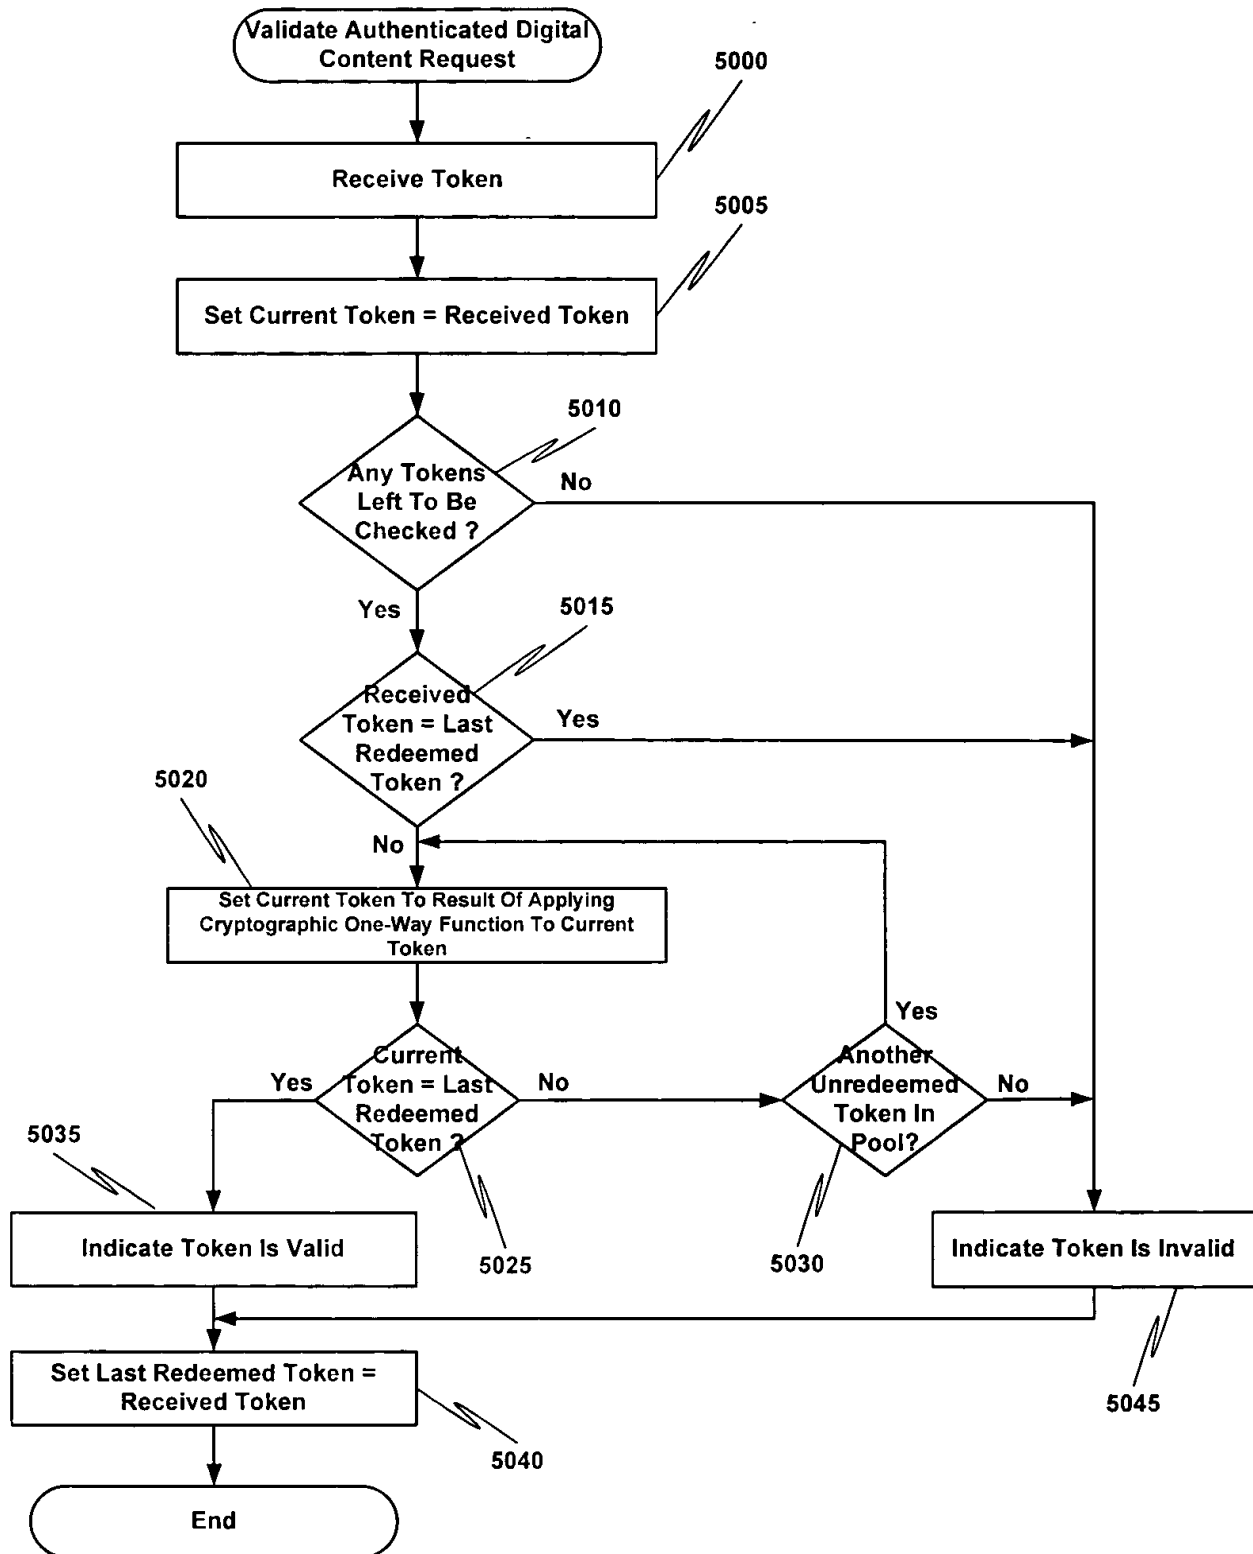 Validate Authenticated Digital
Content Request
5000
Receive Token
5005
Set Current Token = Received Token
5010
Any Tokens
Left To Be
Checked ?
No
Yes
5015
Received
Token = Last
Redeemed
Token ?
Yes
5020
No
Set Current Token To Result Of Applying
Cryptographic One-Way Function To Current
Token
Yes
Current
Token = Last
Redeemed
Token ?
Yes
No
Another
Unredeemed
Token In
Pool?
No
5035
Indicate Token Is Valid
5025
5030
Indicate Token Is Invalid
Set Last Redeemed Token =
Received Token
5045
5040
End